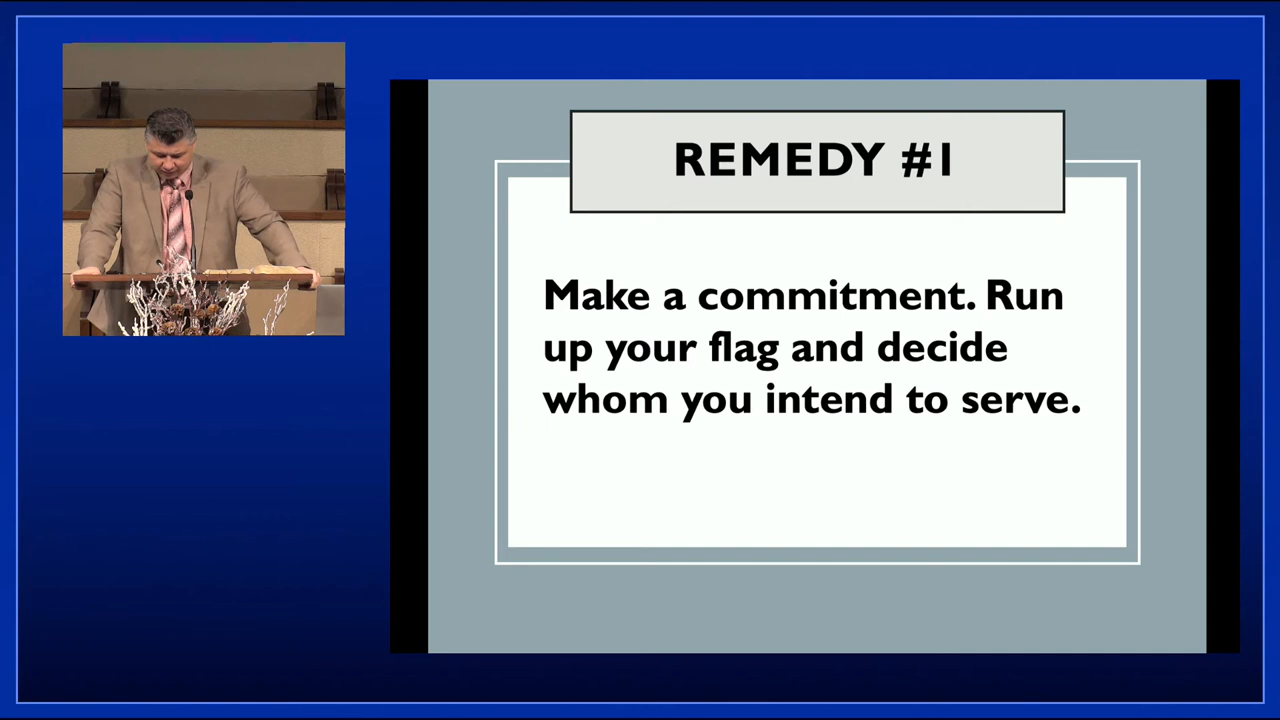 REMEDY #1
Make a commitment. Run
up your flag and decide
whom you intend to serve.